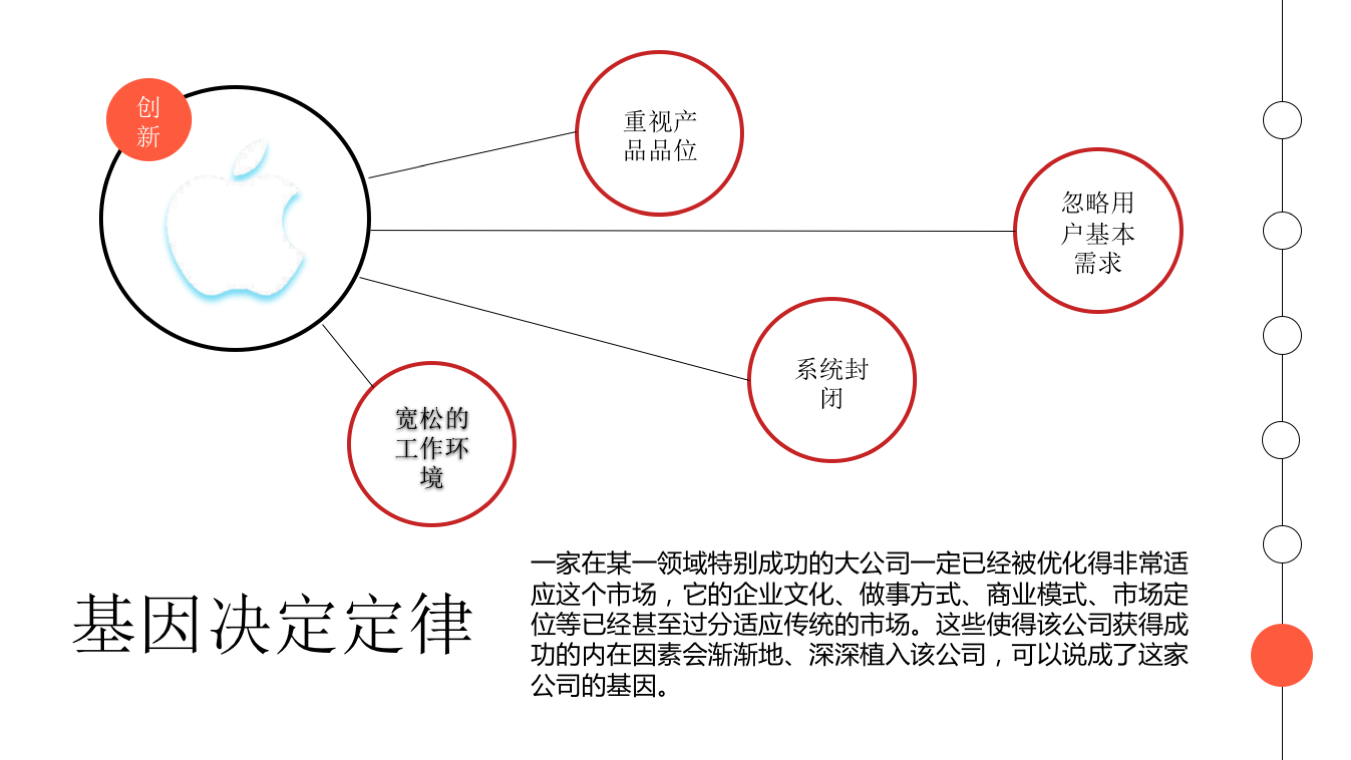 创
新
重视产
品品位
忽略用
户基本
需求
系统封
闭
宽松的
工作环
境
基因决定定律
一家在某一领域特别成功的大公司一定已经被优化得非常适
应这个市场，它的企业文化、做事方式、商业模式、市场定
位等已经甚至过分适应传统的市场。这些使得该公司获得成
功的内在因素会渐渐地、深深植入该公司，可以说成了这家
公司的基因。